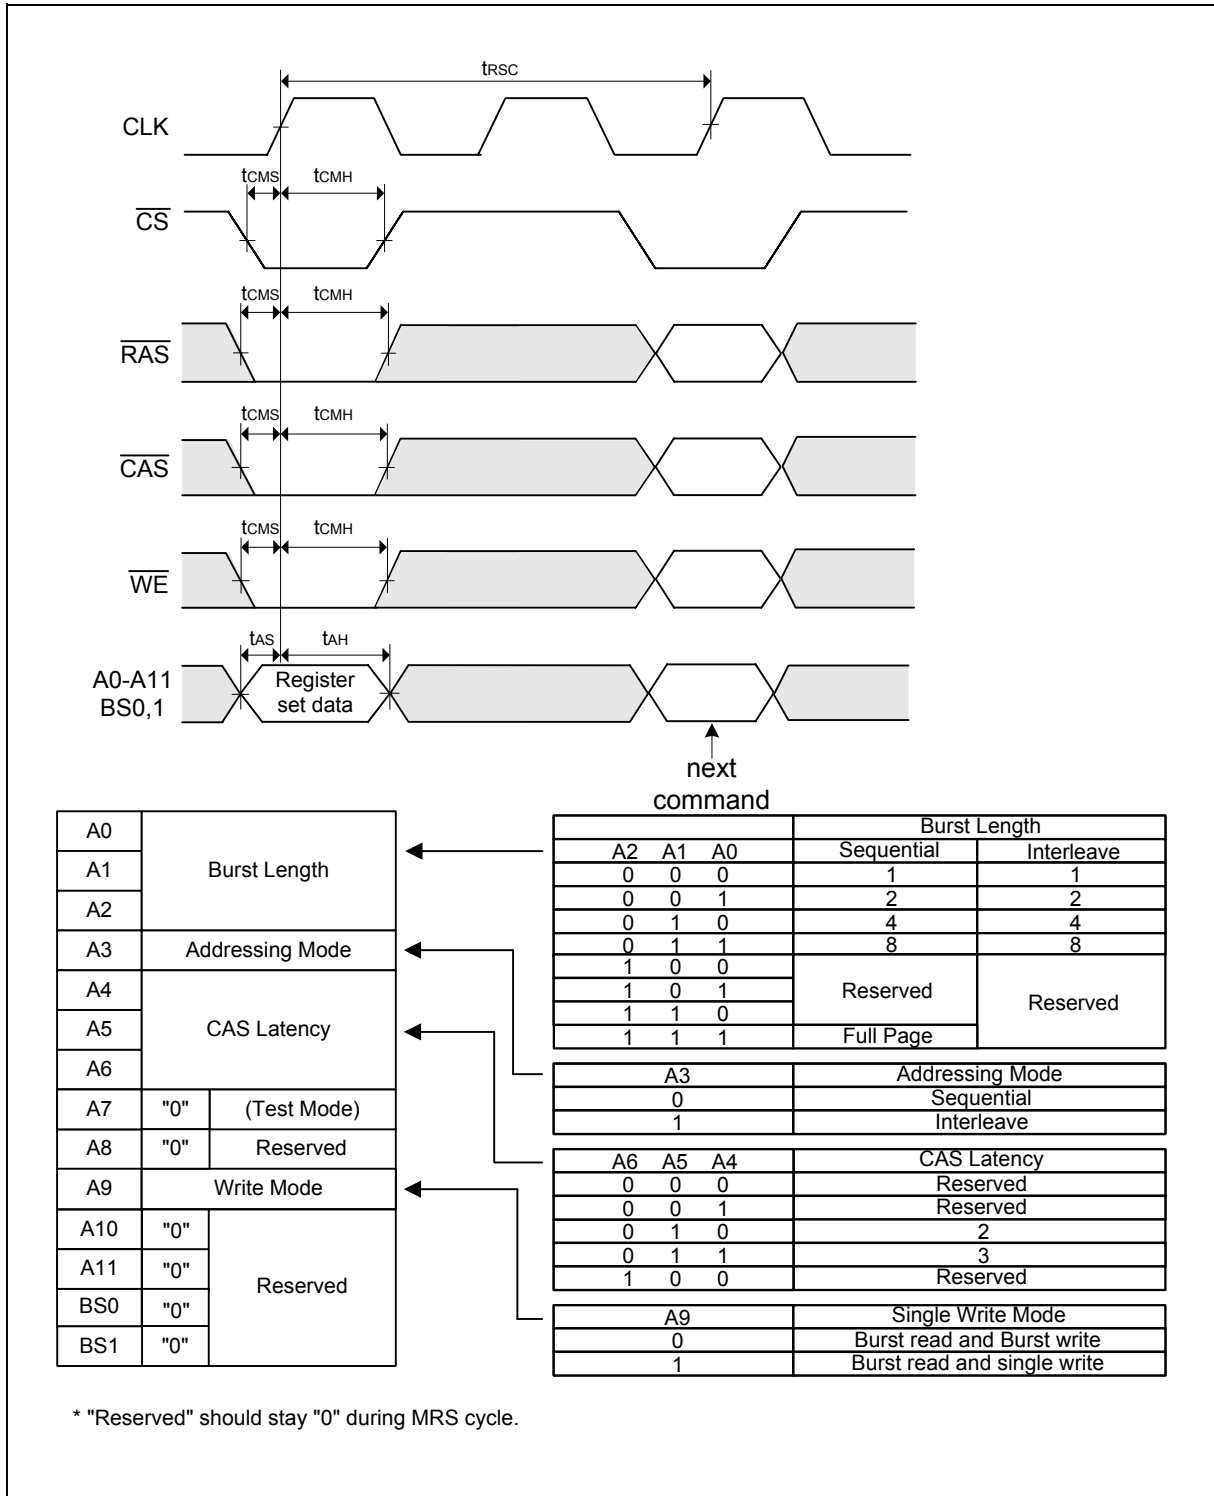 tRSC
CLK
tCMS tCMH
CS
tCMS tCMH
RAS
tCMS tCMH
CAS
tCMS tCMH
WE
tAS tAH
A0-A11
BS0,1
Register
set data
next
command
A0
A1
A2
Burst Length
A3 Addressing Mode
A4
A5
A6
CAS Latency
A7 "0" (Test Mode)
A8 "0" Reserved
A9 Write Mode
A10 "0"
A11 "0"
BS0 "0"
BS1 "0"
Reserved
Burst Length
A2 A1 A0 Sequential Interleave
0 0 0 1 1
0 0 1 2 2
0 1 0 4 4
0 1 1 8 8
1 0 0
1 0 1 Reserved Reserved
1 1 0
1 1 1 Full Page
A3 Addressing Mode
0 Sequential
1 Interleave
A6 A5 A4 CAS Latency
0 0 0 Reserved
0 0 1 Reserved
0 1 0 2
0 1 1 3
1 0 0 Reserved
A9 Single Write Mode
0 Burst read and Burst write
1 Burst read and single write
* "Reserved" should stay "0" during MRS cycle.